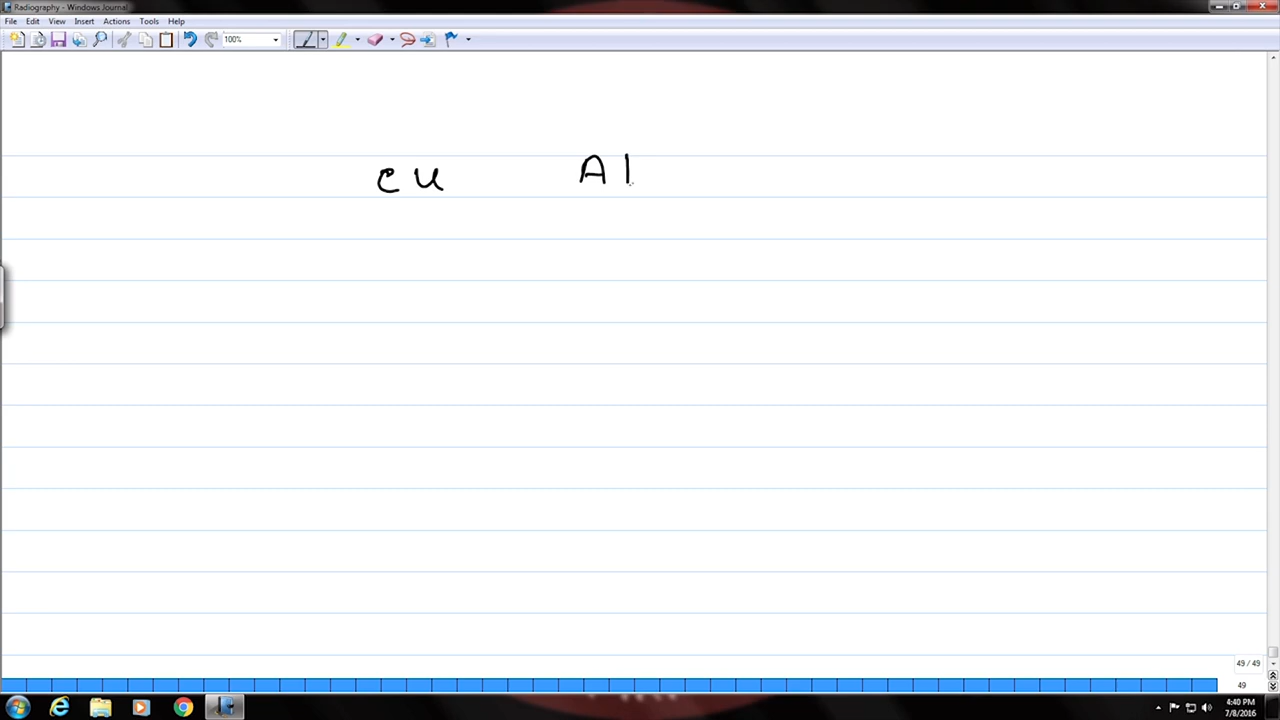 Radiography - Windows Journal
File Edit View Insert Actions Tools Help
100%
Cu Al
49 / 49
49
4:40 PM
7/8/2016